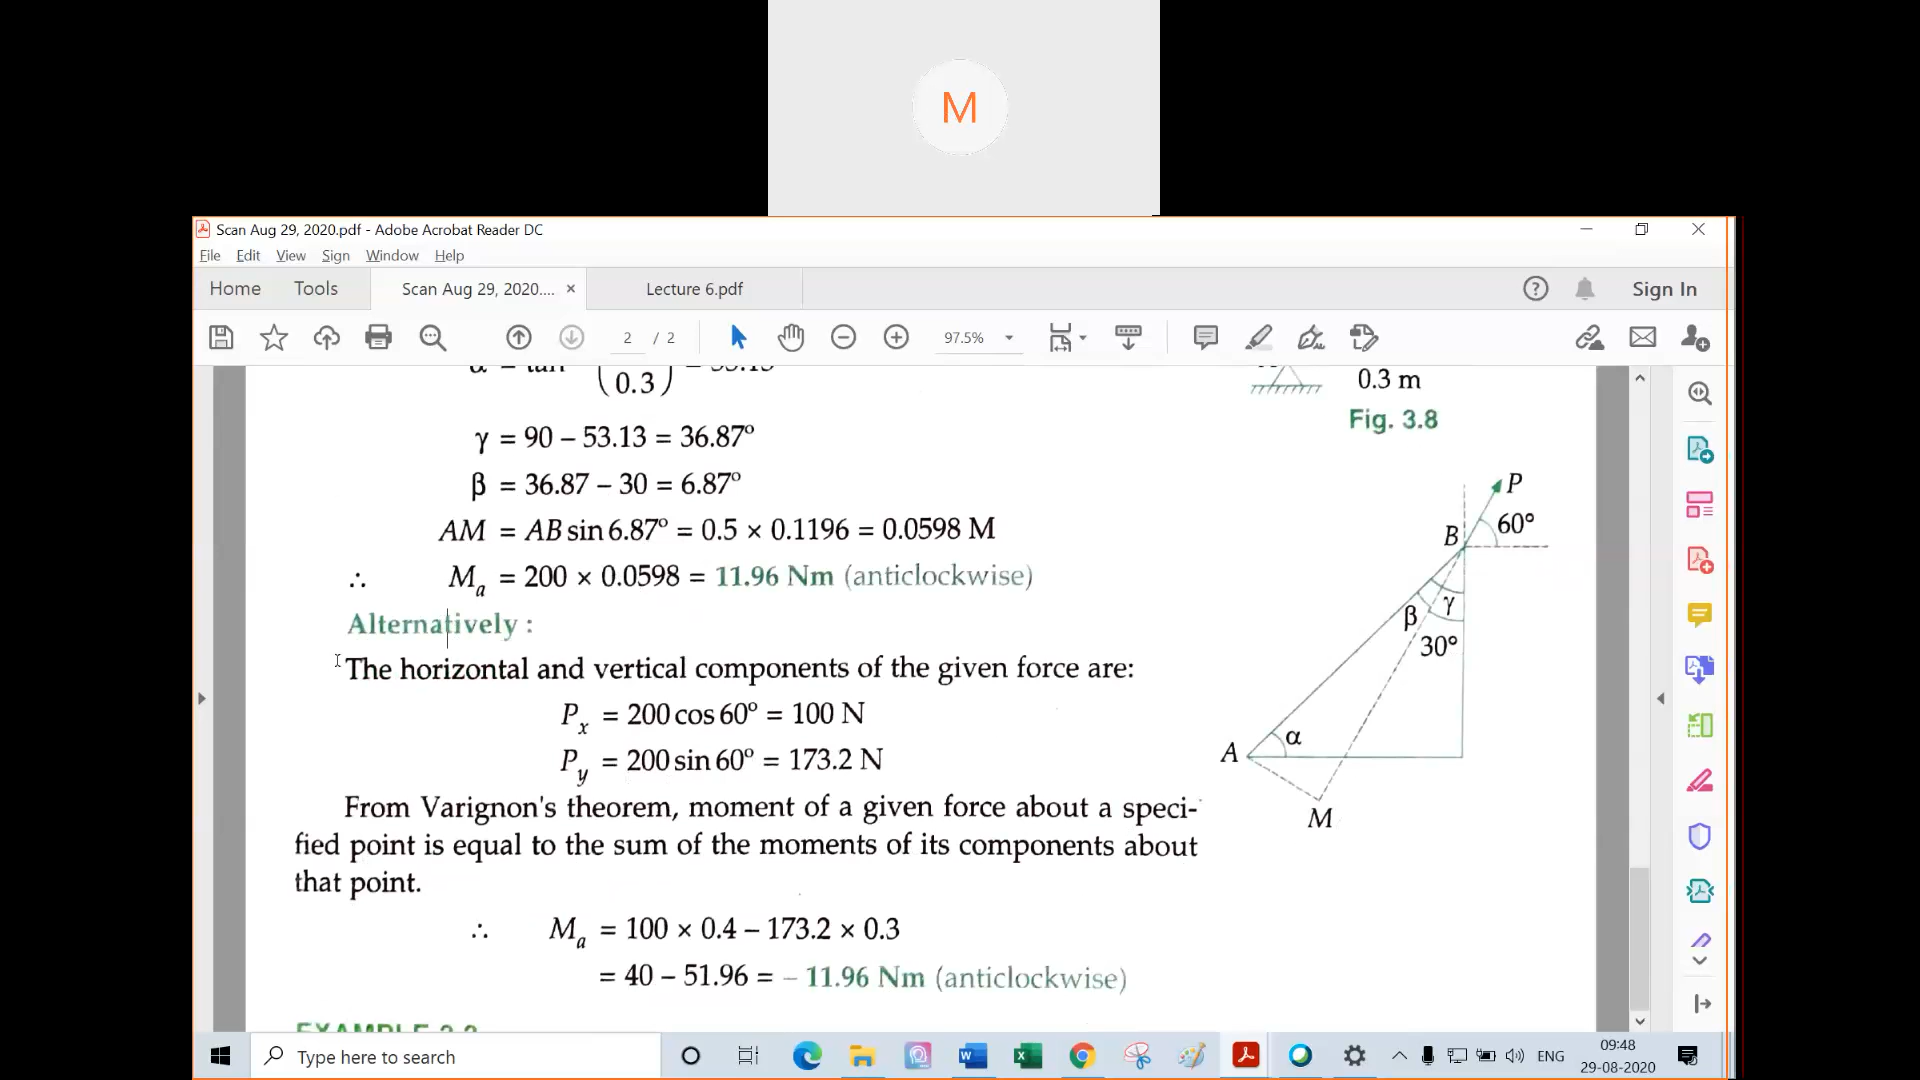 M
Scan Aug 29, 2020.pdf - Adobe Acrobat Reader DC
File Edit View Sign Window Help
Home Tools Scan Aug 29, 2020.... × Lecture 6.pdf Sign In
2 / 2 97.5%
0.3
0.3 m
Fig. 3.8
γ = 90 – 53.13 = 36.87º
β = 36.87 – 30 = 6.87º
AM = AB sin 6.87º = 0.5 × 0.1196 = 0.0598 M
∴ Ma = 200 × 0.0598 = 11.96 Nm (anticlockwise)
Alternatively :
The horizontal and vertical components of the given force are:
Px = 200 cos 60º = 100 N
Py = 200 sin 60º = 173.2 N
From Varignon's theorem, moment of a given force about a speci-
fied point is equal to the sum of the moments of its components about
that point.
∴ Ma = 100 × 0.4 – 173.2 × 0.3
= 40 – 51.96 = – 11.96 Nm (anticlockwise)
P
60°
B
β γ
30°
A α
M
Type here to search
ENG
09:48
29-08-2020